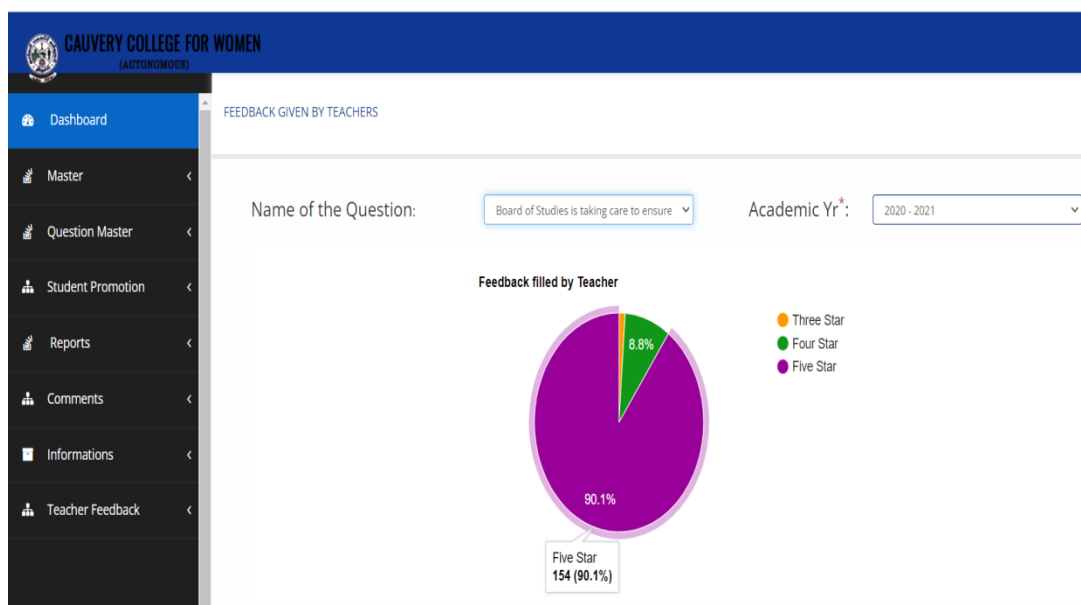 CAUVERY COLLEGE FOR WOMEN
(AUTONOMOUS)
Dashboard
Master
Question Master
Student Promotion
Reports
Comments
Informations
Teacher Feedback
FEEDBACK GIVEN BY TEACHERS
Name of the Question:
Board of Studies is taking care to ensure
Academic Yr*:
2020 - 2021
Feedback filled by Teacher
8.8%
90.1%
Five Star
154 (90.1%)
Three Star
Four Star
Five Star